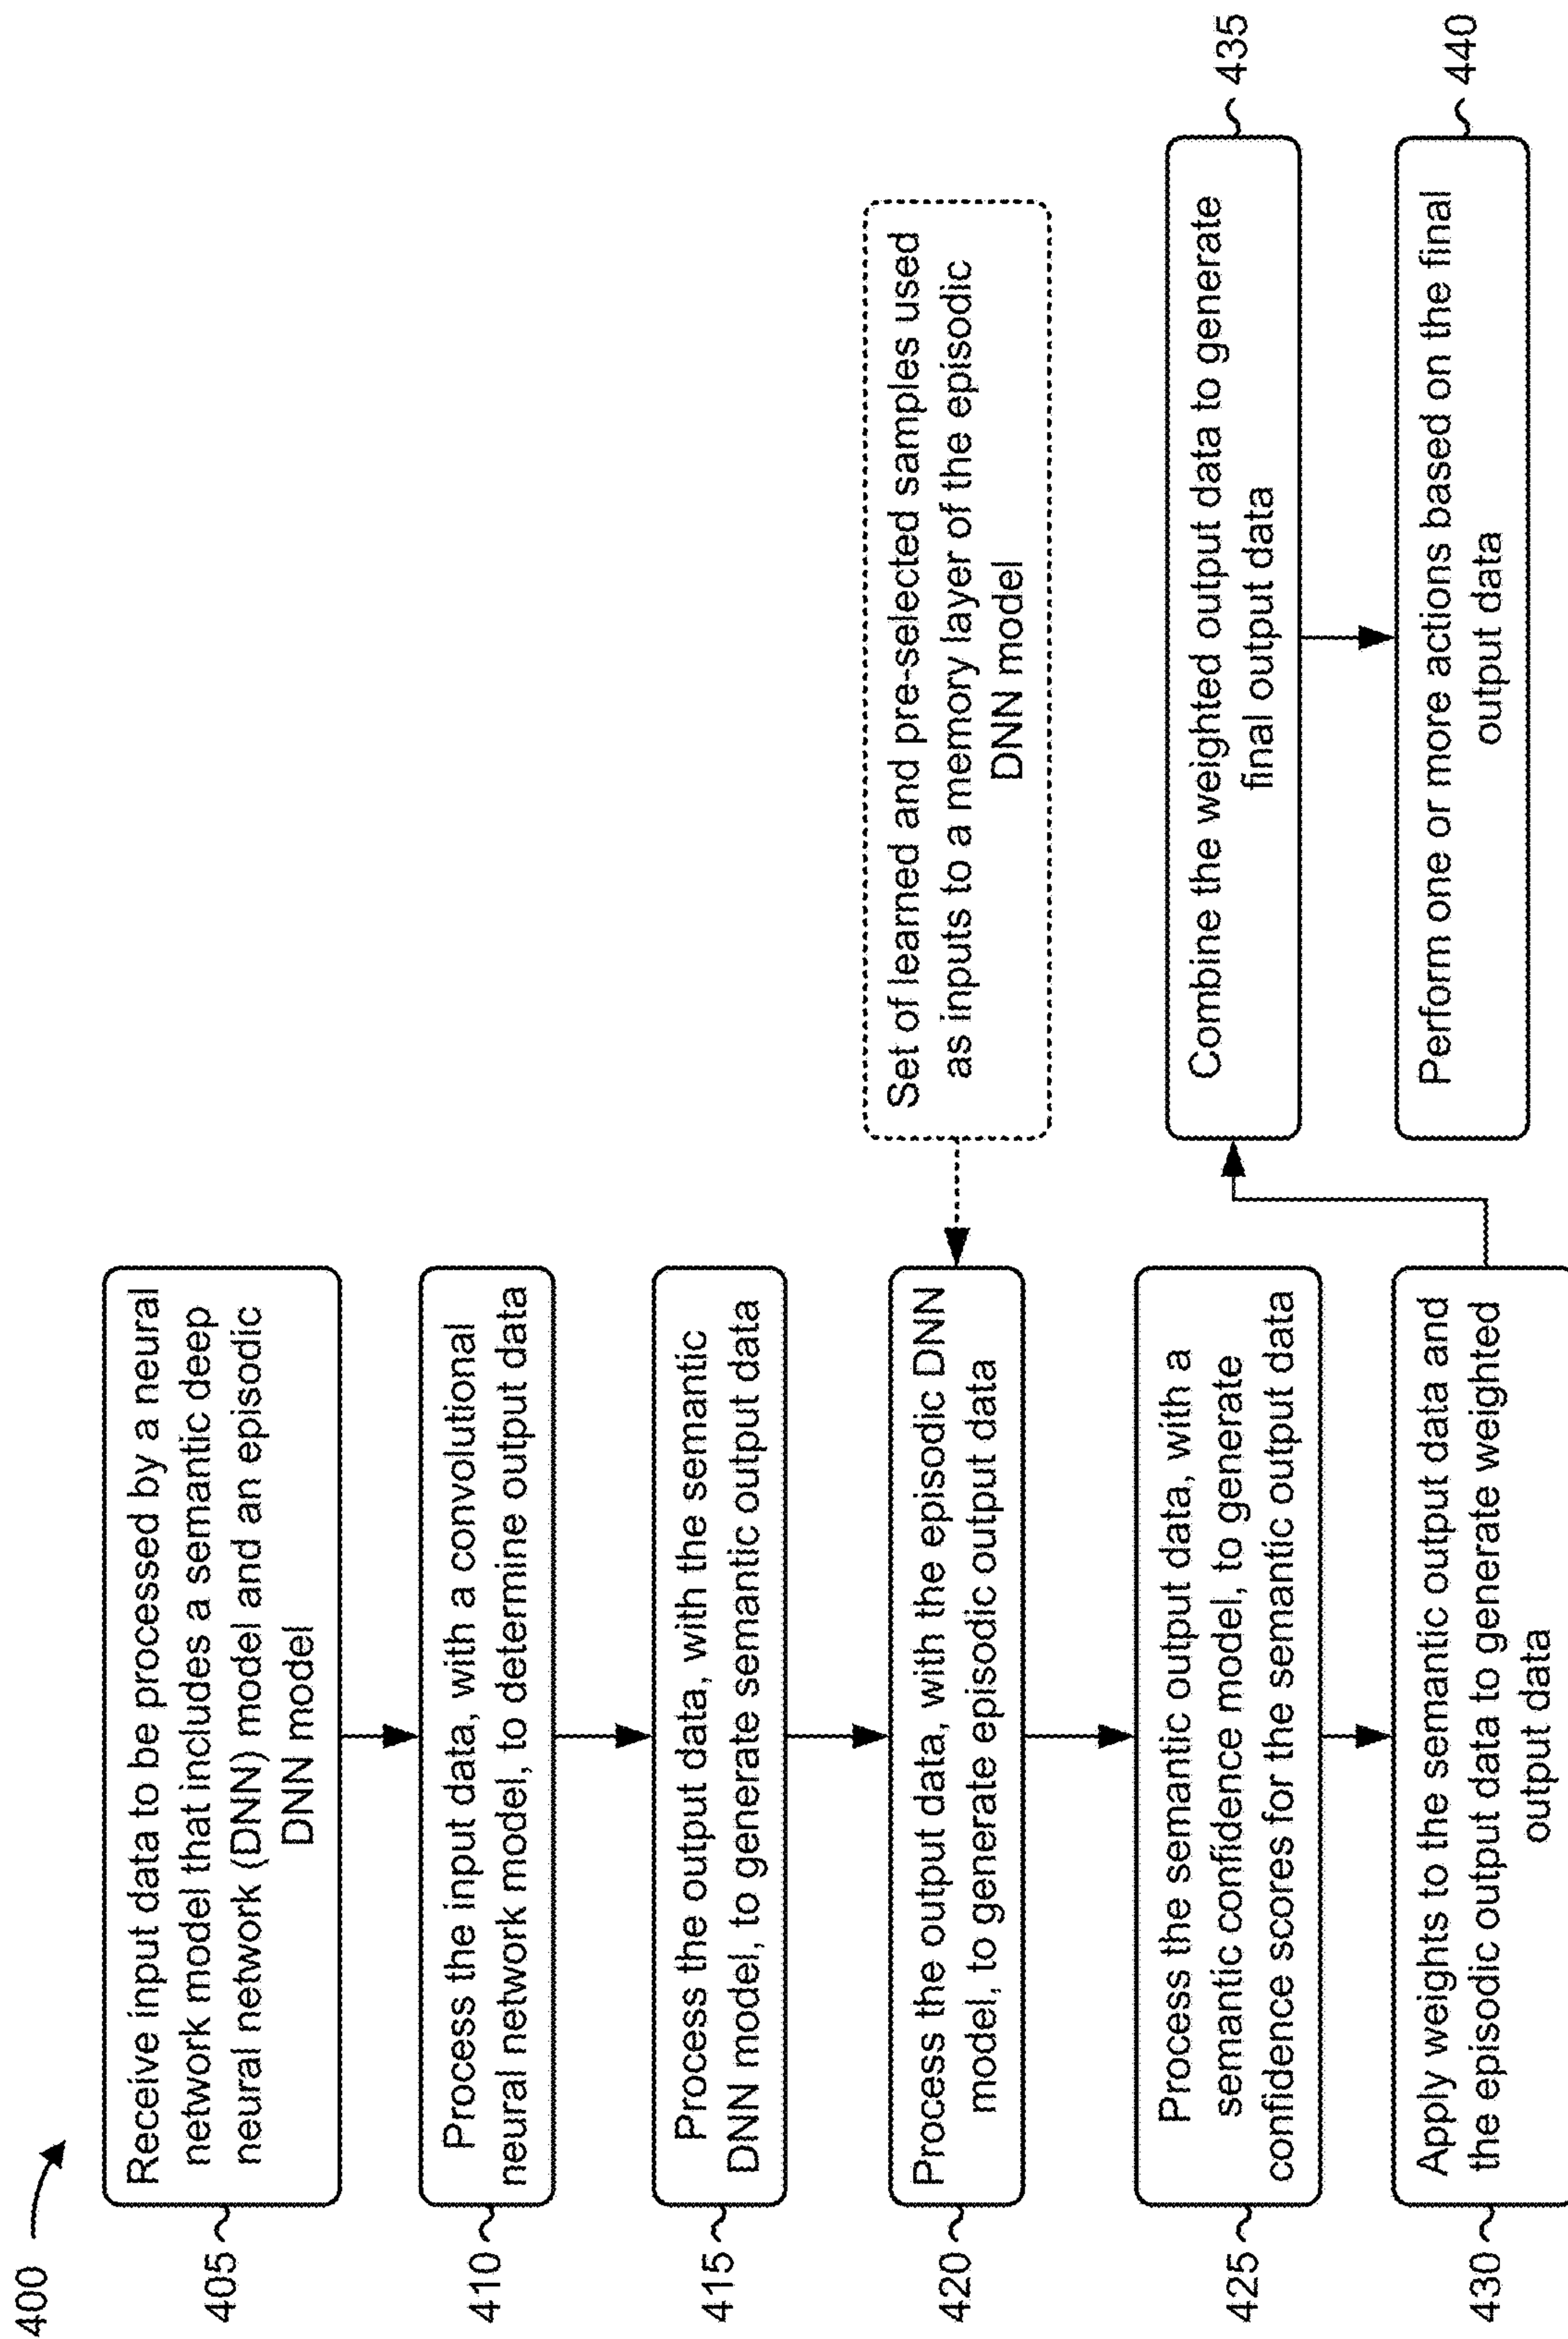 400
405
Receive input data to be processed by a neural
network model that includes a semantic deep
neural network (DNN) model and an episodic
DNN model
410
Process the input data, with a convolutional
neural network model, to determine output data
415
Process the output data, with the semantic
DNN model, to generate semantic output data
420
Process the output data, with the episodic DNN
model, to generate episodic output data
Set of learned and pre-selected samples used
as inputs to a memory layer of the episodic
DNN model
425
Process the semantic output data, with a
semantic confidence model, to generate
confidence scores for the semantic output data
430
Apply weights to the semantic output data and
the episodic output data to generate weighted
output data
Combine the weighted output data to generate
final output data
435
Perform one or more actions based on the final
output data
440